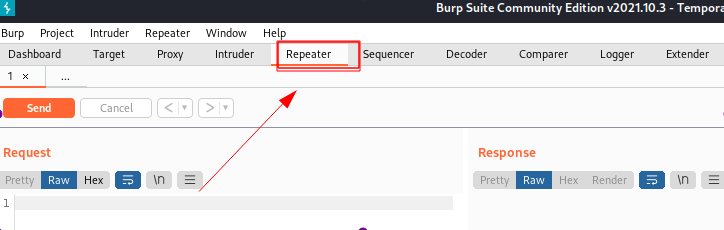 Burp Suite Community Edition v2021.10.3 - Tempora
Burp Project Intruder Repeater Window Help
Dashboard Target Proxy Intruder Repeater Sequencer Decoder Comparer Logger Extender
1 × ...
Send Cancel < > 
Request Response
Pretty Raw Hex \n Pretty Raw Hex Render \n
1